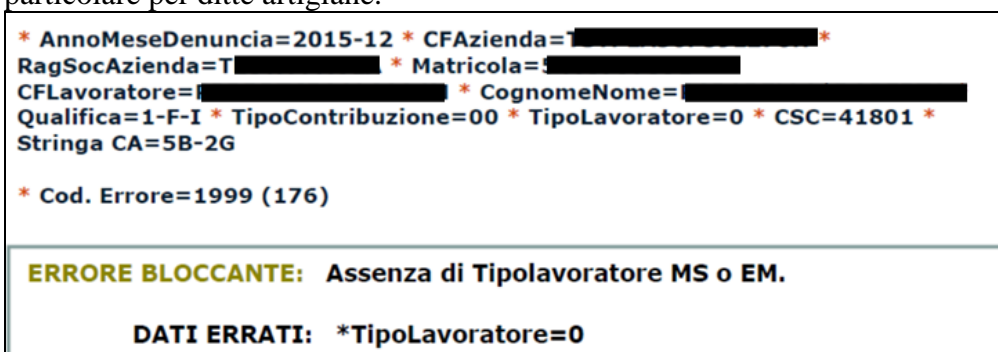 particolare per ditte artigiane.
* AnnoMeseDenuncia=2015-12 * CFAzienda= *
RagSocAzienda=T * Matricola=
CFLavoratore= * CognomeNome=
Qualifica=1-F-I * TipoContribuzione=00 * TipoLavoratore=0 * CSC=41801 *
Stringa CA=5B-2G
* Cod. Errore=1999 (176)
ERRORE BLOCCANTE: Assenza di Tipolavoratore MS o EM.
DATI ERRATI: *TipoLavoratore=0